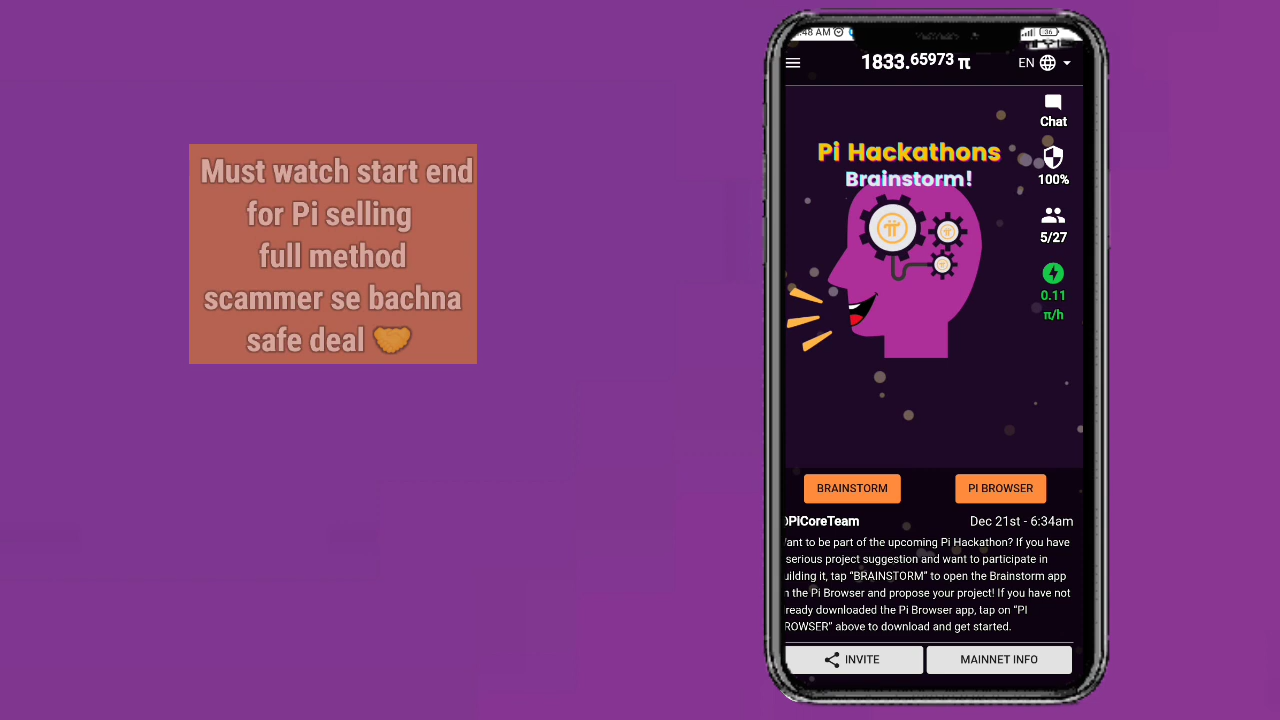 Must watch start end
for Pi selling
full method
scammer se bachna
safe deal 🤝
:48 AM
36
1833.65973 π
EN
Chat
Pi Hackathons
Brainstorm!
100%
5/27
0.11
π/h
BRAINSTORM
PI BROWSER
PiCoreTeam
Dec 21st - 6:34am
ant to be part of the upcoming Pi Hackathon? If you have
serious project suggestion and want to participate in
uilding it, tap “BRAINSTORM” to open the Brainstorm app
the Pi Browser and propose your project! If you have not
ready downloaded the Pi Browser app, tap on “PI
ROWSER” above to download and get started.
INVITE
MAINNET INFO